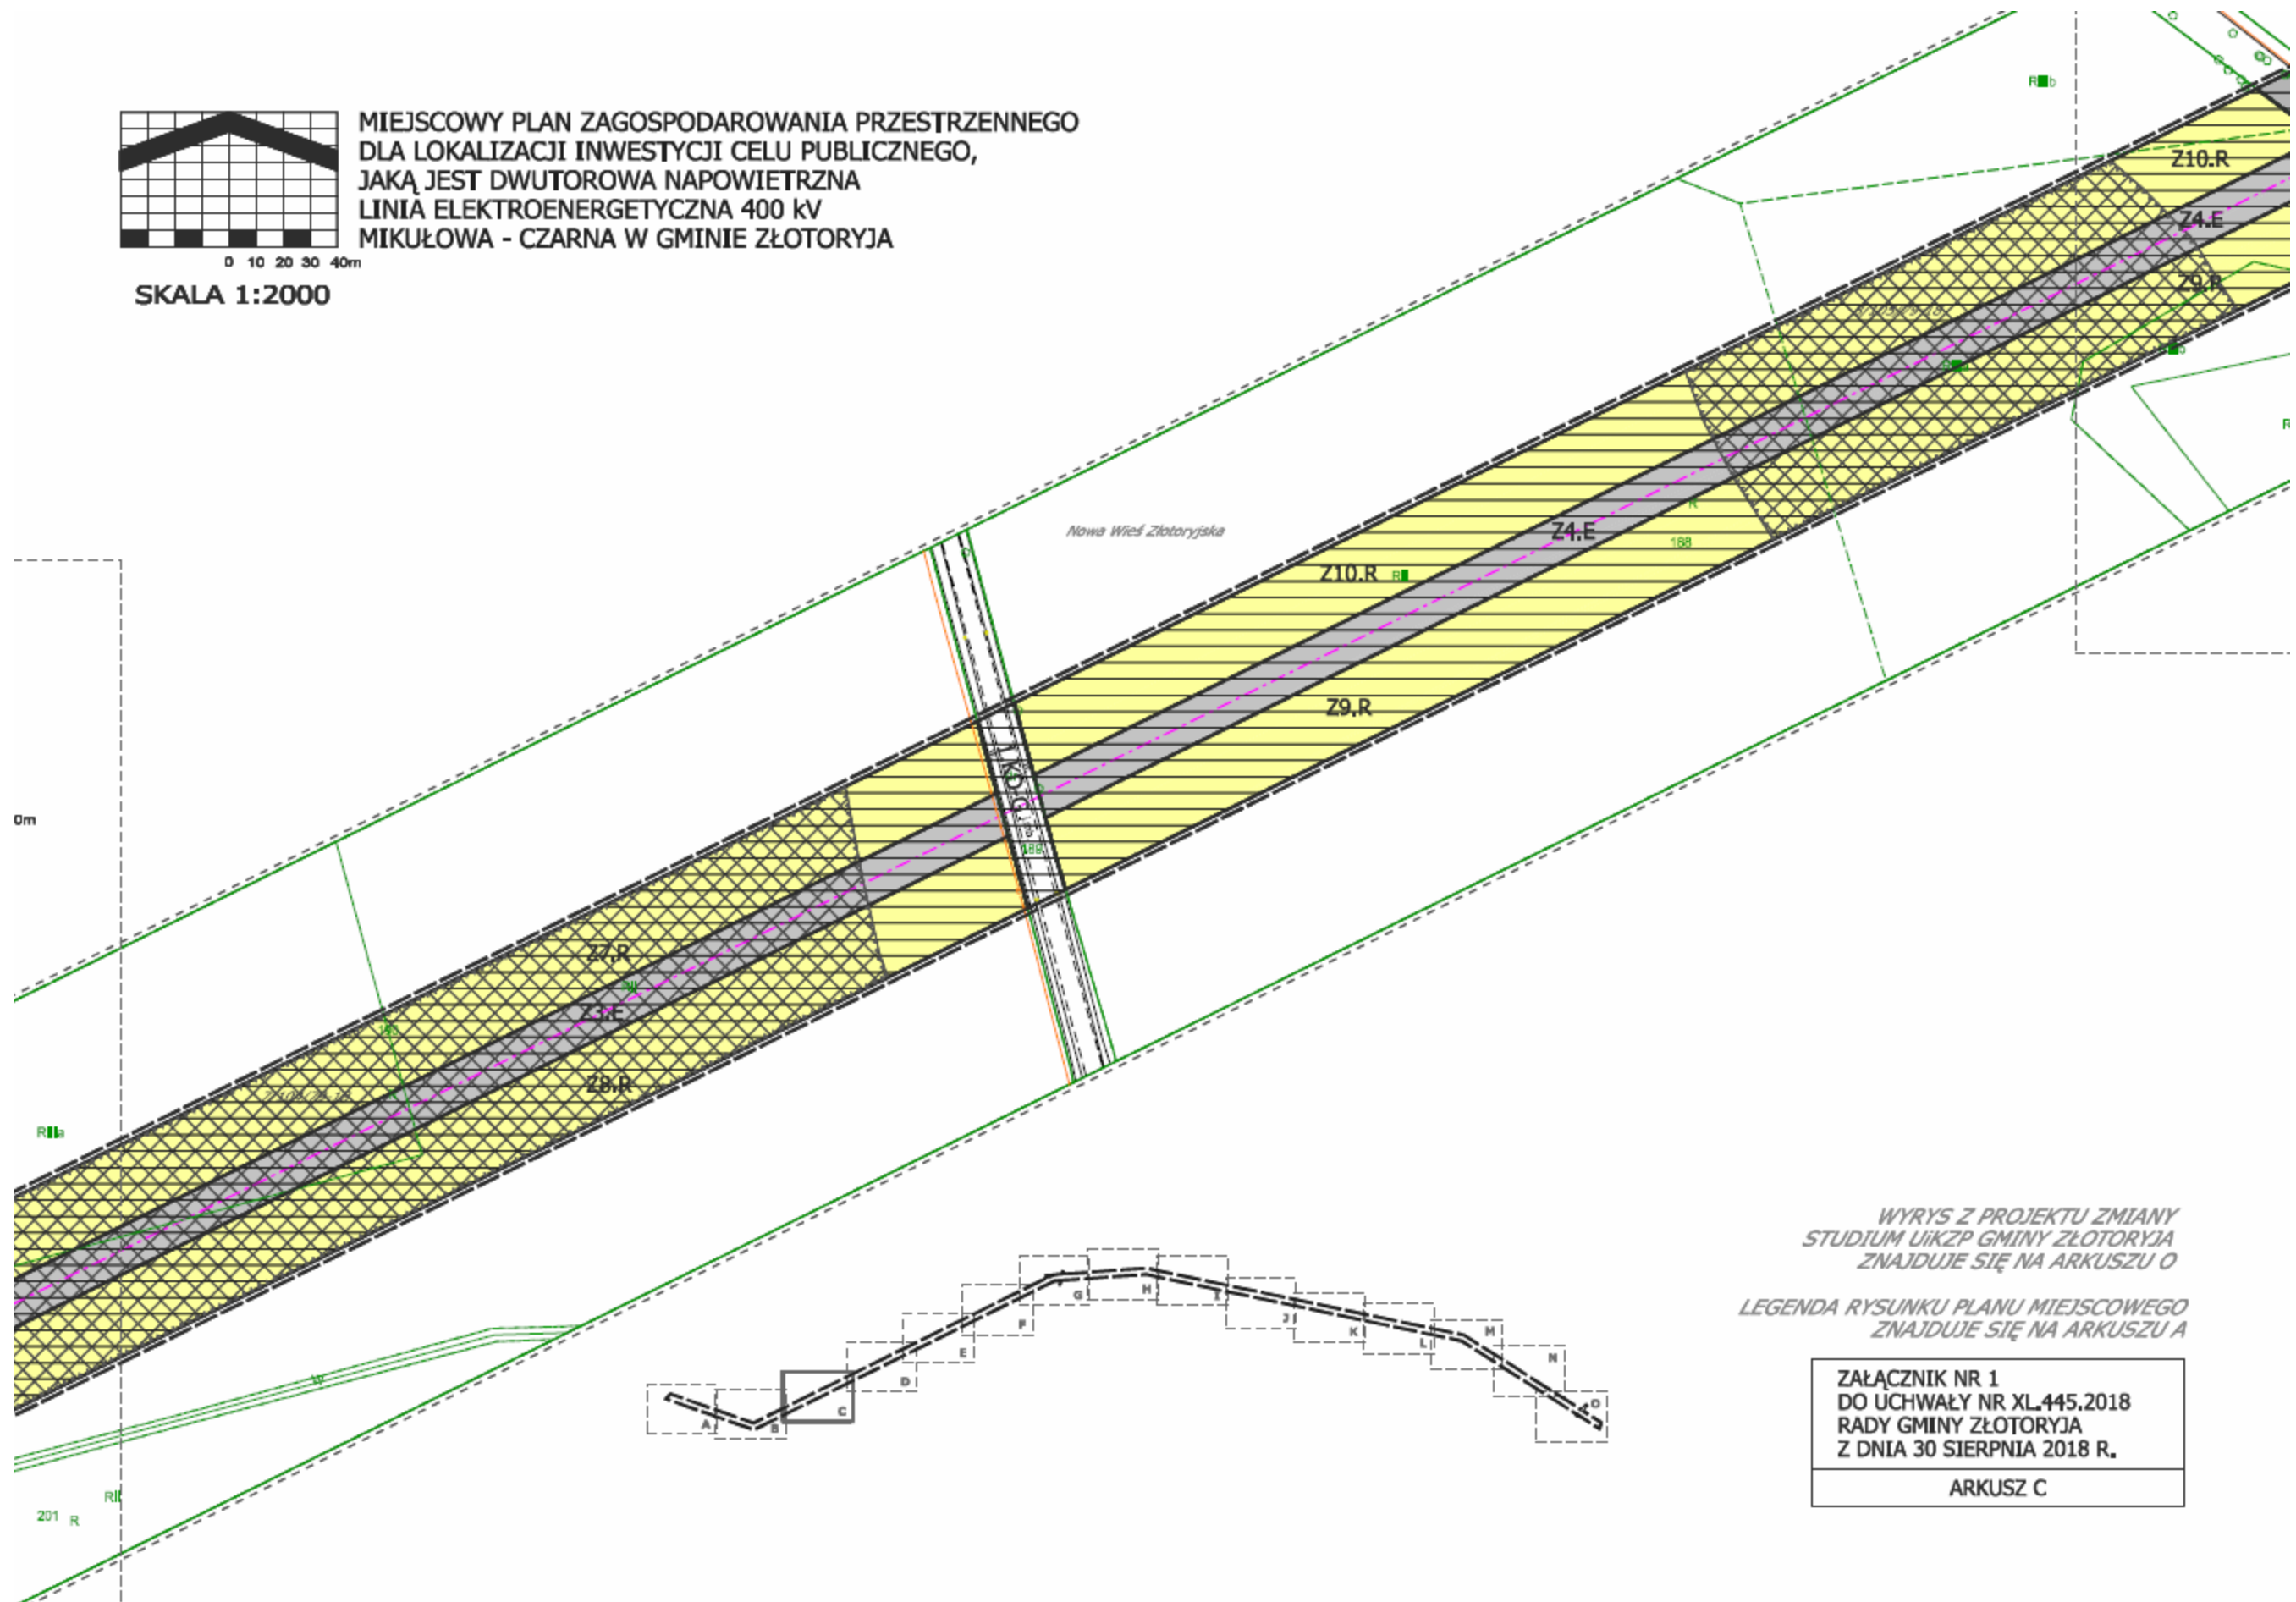 MIEJSCOWY PLAN ZAGOSPODAROWANIA PRZESTRZENNEGO
DLA LOKALIZACJI INWESTYCJI CELU PUBLICZNEGO,
JAKĄ JEST DWUTOROWA NAPOWIETRZNA
LINIA ELEKTROENERGETYCZNA 400 kV
MIKUŁOWA - CZARNA W GMINIE ZŁOTORYJA
0 10 20 30 40m
SKALA 1:2000
Z10.R
Z4.E
Z9.R
Nowa Wieś Złotoryjska
Z4.E
R
188
Z10.R
Z9.R
0m
189
Z7.R
Z3.E
Z8.R
RIIIa
W
RII
201 R
WYRYS Z PROJEKTU ZMIANY
STUDIUM UiKZP GMINY ZŁOTORYJA
ZNAJDUJE SIĘ NA ARKUSZU O
LEGENDA RYSUNKU PLANU MIEJSCOWEGO
ZNAJDUJE SIĘ NA ARKUSZU A
A
B
C
D
E
F
G
H
I
J
K
L
M
N
O
ZAŁĄCZNIK NR 1
DO UCHWAŁY NR XL.445.2018
RADY GMINY ZŁOTORYJA
Z DNIA 30 SIERPNIA 2018 R.
ARKUSZ C